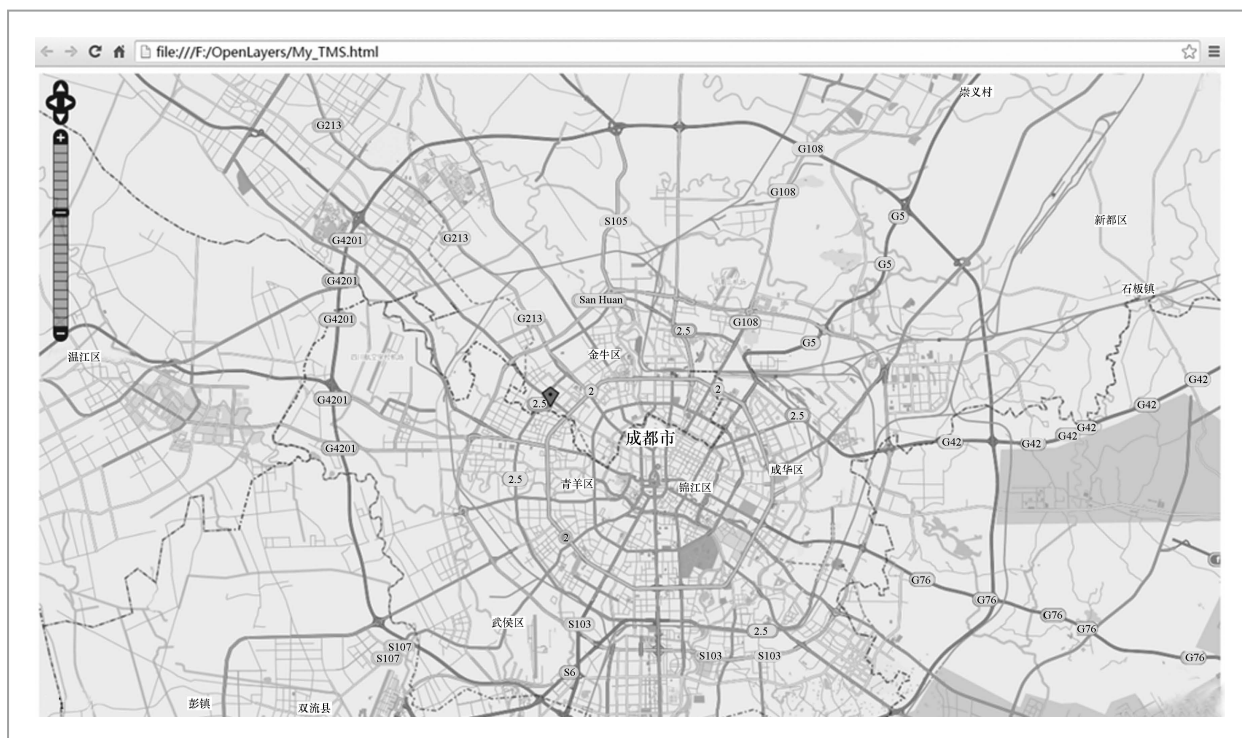 file:///F:/OpenLayers/My_TMS.html
崇义村
G213
G108
G108
S105
G5
新都区
G4201
G213
G5
G4201
石板镇
San Huan
G4201
G213
G108
2.5
G5
温江区
金牛区
G42
2
2
G4201
2.5
G42
2.5
G42
G42
成都市
G42
G42
G4201
成华区
2.5
青羊区
锦江区
2
G76
G76
G76
武侯区
S103
2.5
G76
S107
S107
S103
S103
G76
S6
彭镇
双流县